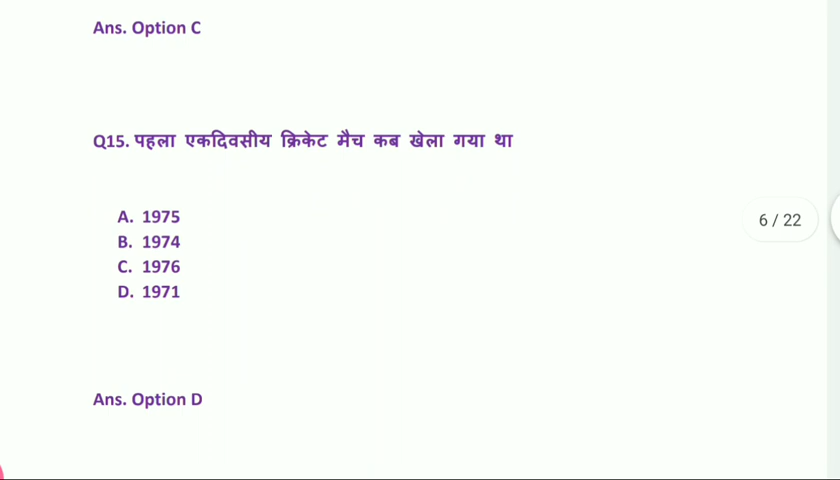 Ans. Option C
Q15. पहला एकदिवसीय क्रिकेट मैच कब खेला गया था
A. 1975
B. 1974
6 / 22
C. 1976
D. 1971
Ans. Option D